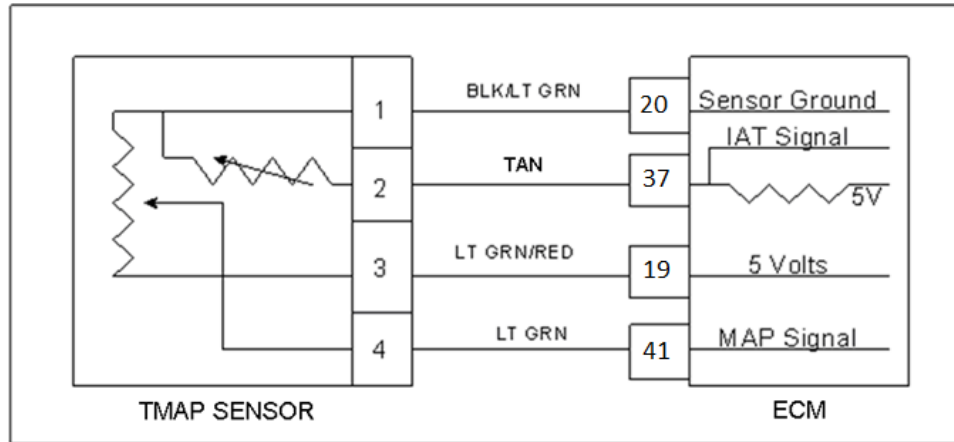 1 BLK/LT GRN 20 Sensor Ground
IAT Signal
2 TAN 37
5V
3 LT GRN/RED 19 5 Volts
4 LT GRN 41 MAP Signal
TMAP SENSOR ECM